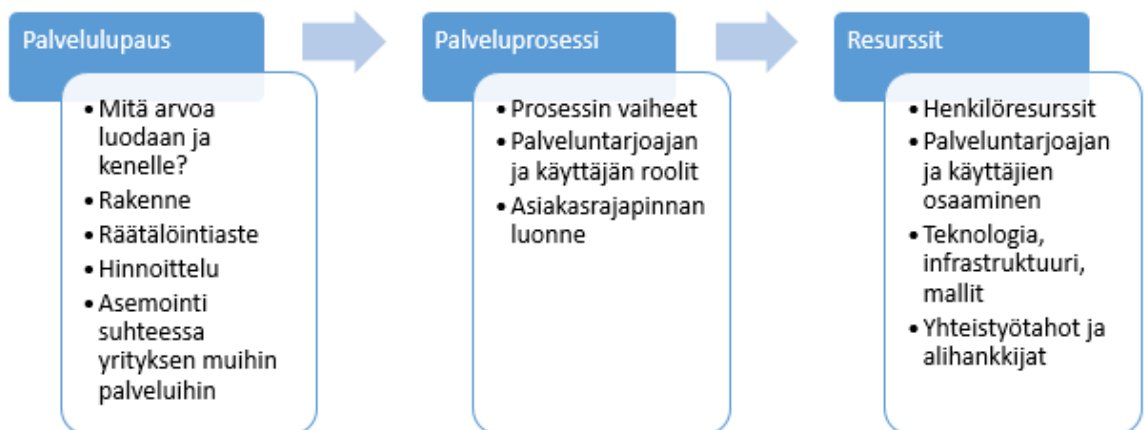 Palvelulupaus
• Mitä arvoa
luodaan ja
kenelle?
• Rakenne
• Räätälöintiaste
• Hinnoittelu
• Asemointi
suhteessa
yrityksen muihin
palveluihin
Palveluprosessi
• Prosessin vaiheet
• Palveluntarjoajan
ja käyttäjän roolit
• Asiakasrajapinnan
luonne
Resurssit
• Henkilöresurssit
• Palveluntarjoajan
ja käyttäjien
osaaminen
• Teknologia,
infrastruktuuri,
mallit
• Yhteistyötahot ja
alihankkijat